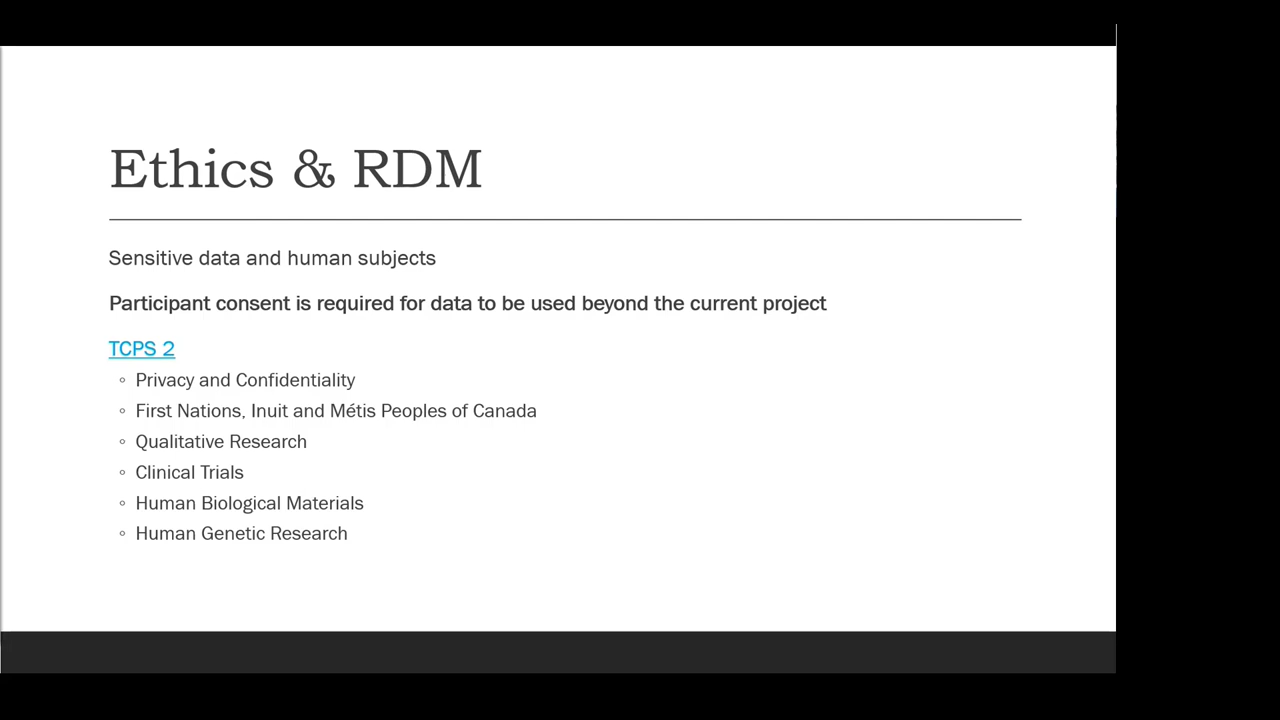 Ethics & RDM
Sensitive data and human subjects
Participant consent is required for data to be used beyond the current project
TCPS 2
◦ Privacy and Confidentiality
◦ First Nations, Inuit and Métis Peoples of Canada
◦ Qualitative Research
◦ Clinical Trials
◦ Human Biological Materials
◦ Human Genetic Research